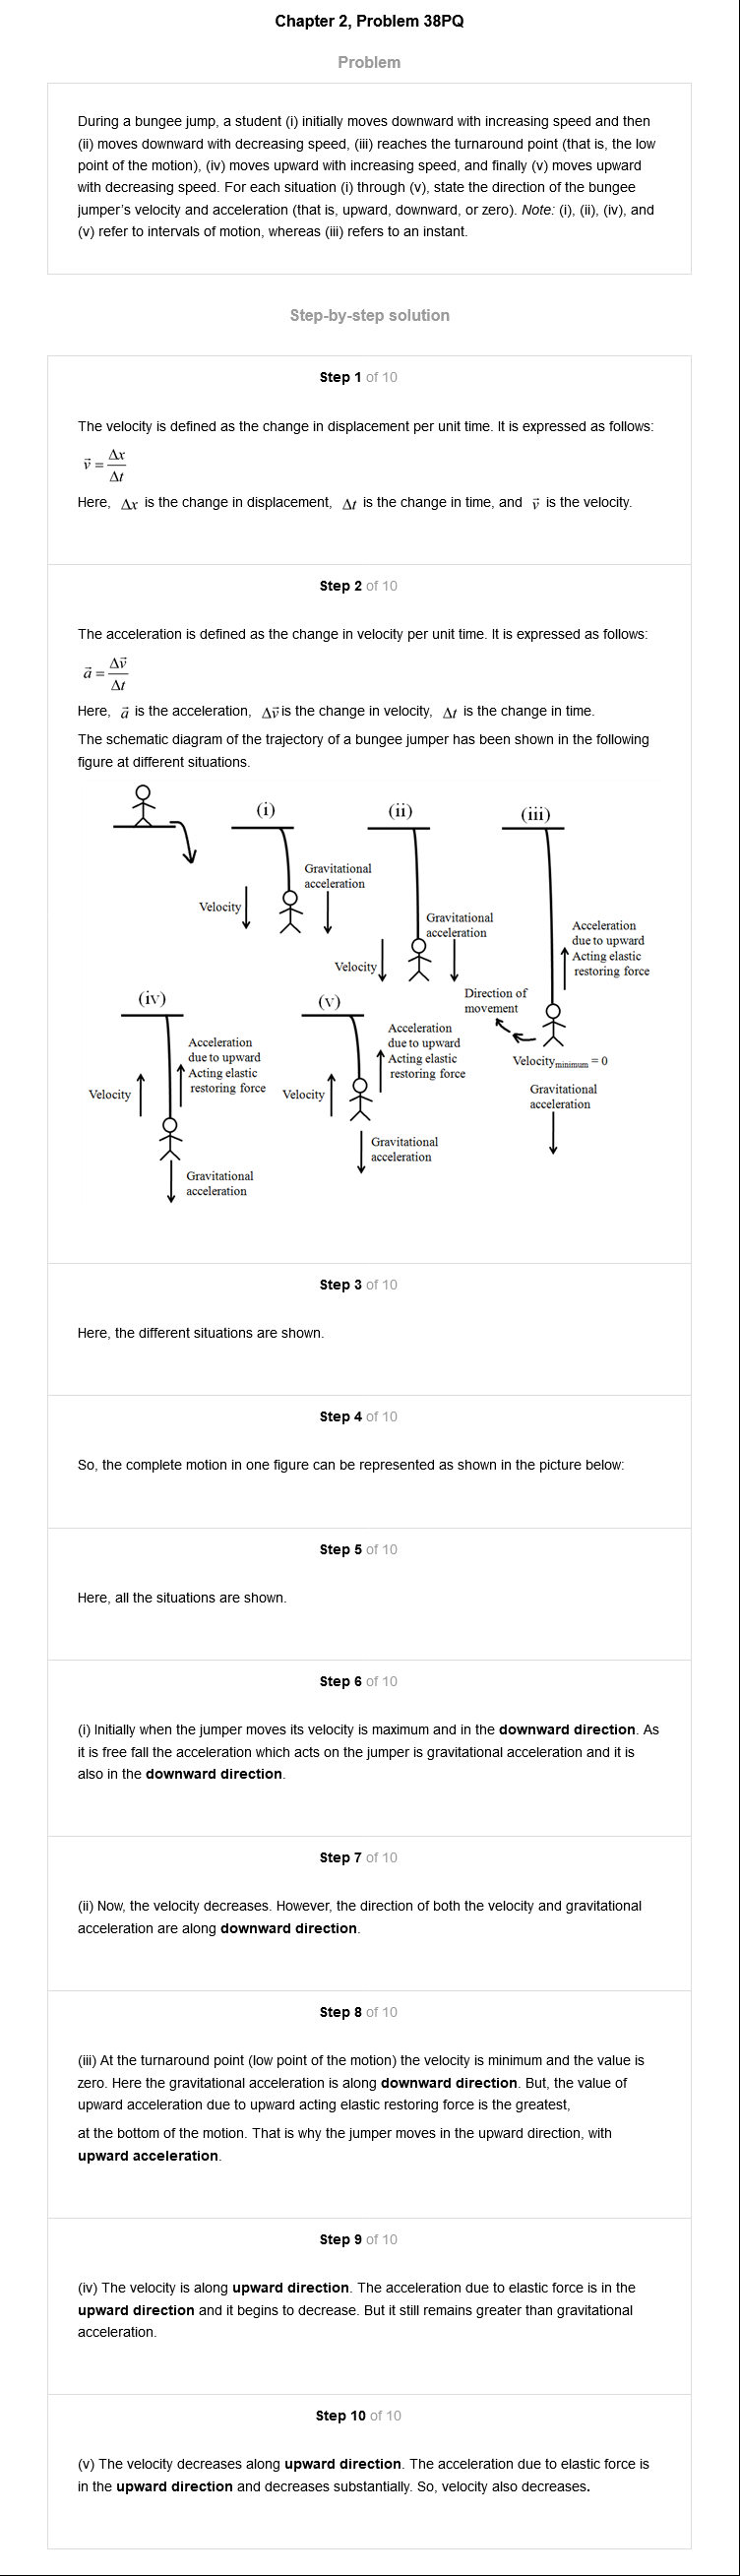 Chapter 2, Problem 38PQ
Problem
During a bungee jump, a student (i) initially moves downward with increasing speed and then
(ii) moves downward with decreasing speed, (iii) reaches the turnaround point (that is, the low
point of the motion), (iv) moves upward with increasing speed, and finally (v) moves upward
with decreasing speed. For each situation (i) through (v), state the direction of the bungee
jumper's velocity and acceleration (that is, upward, downward, or zero). Note: (i), (ii), (iv), and
(v) refer to intervals of motion, whereas (iii) refers to an instant.
Step-by-step solution
Step 1 of 10
The velocity is defined as the change in displacement per unit time. It is expressed as follows:
v⃗ = Δx/Δt
Here, Δx is the change in displacement, Δt is the change in time, and v⃗ is the velocity.
Step 2 of 10
The acceleration is defined as the change in velocity per unit time. It is expressed as follows:
a⃗ = Δv⃗/Δt
Here, a⃗ is the acceleration, Δv⃗ is the change in velocity, Δt is the change in time.
The schematic diagram of the trajectory of a bungee jumper has been shown in the following
figure at different situations.
(i)
Gravitational
acceleration
Velocity
(ii)
Gravitational
acceleration
Velocity
(iii)
Acceleration
due to upward
Acting elastic
restoring force
Direction of
movement
Velocityminimum = 0
Gravitational
acceleration
(iv)
Acceleration
due to upward
Acting elastic
restoring force
Velocity
Gravitational
acceleration
(v)
Acceleration
due to upward
Acting elastic
restoring force
Velocity
Gravitational
acceleration
Step 3 of 10
Here, the different situations are shown.
Step 4 of 10
So, the complete motion in one figure can be represented as shown in the picture below:
Step 5 of 10
Here, all the situations are shown.
Step 6 of 10
(i) Initially when the jumper moves its velocity is maximum and in the downward direction. As
it is free fall the acceleration which acts on the jumper is gravitational acceleration and it is
also in the downward direction.
Step 7 of 10
(ii) Now, the velocity decreases. However, the direction of both the velocity and gravitational
acceleration are along downward direction.
Step 8 of 10
(iii) At the turnaround point (low point of the motion) the velocity is minimum and the value is
zero. Here the gravitational acceleration is along downward direction. But, the value of
upward acceleration due to upward acting elastic restoring force is the greatest,
at the bottom of the motion. That is why the jumper moves in the upward direction, with
upward acceleration.
Step 9 of 10
(iv) The velocity is along upward direction. The acceleration due to elastic force is in the
upward direction and it begins to decrease. But it still remains greater than gravitational
acceleration.
Step 10 of 10
(v) The velocity decreases along upward direction. The acceleration due to elastic force is
in the upward direction and decreases substantially. So, velocity also decreases.